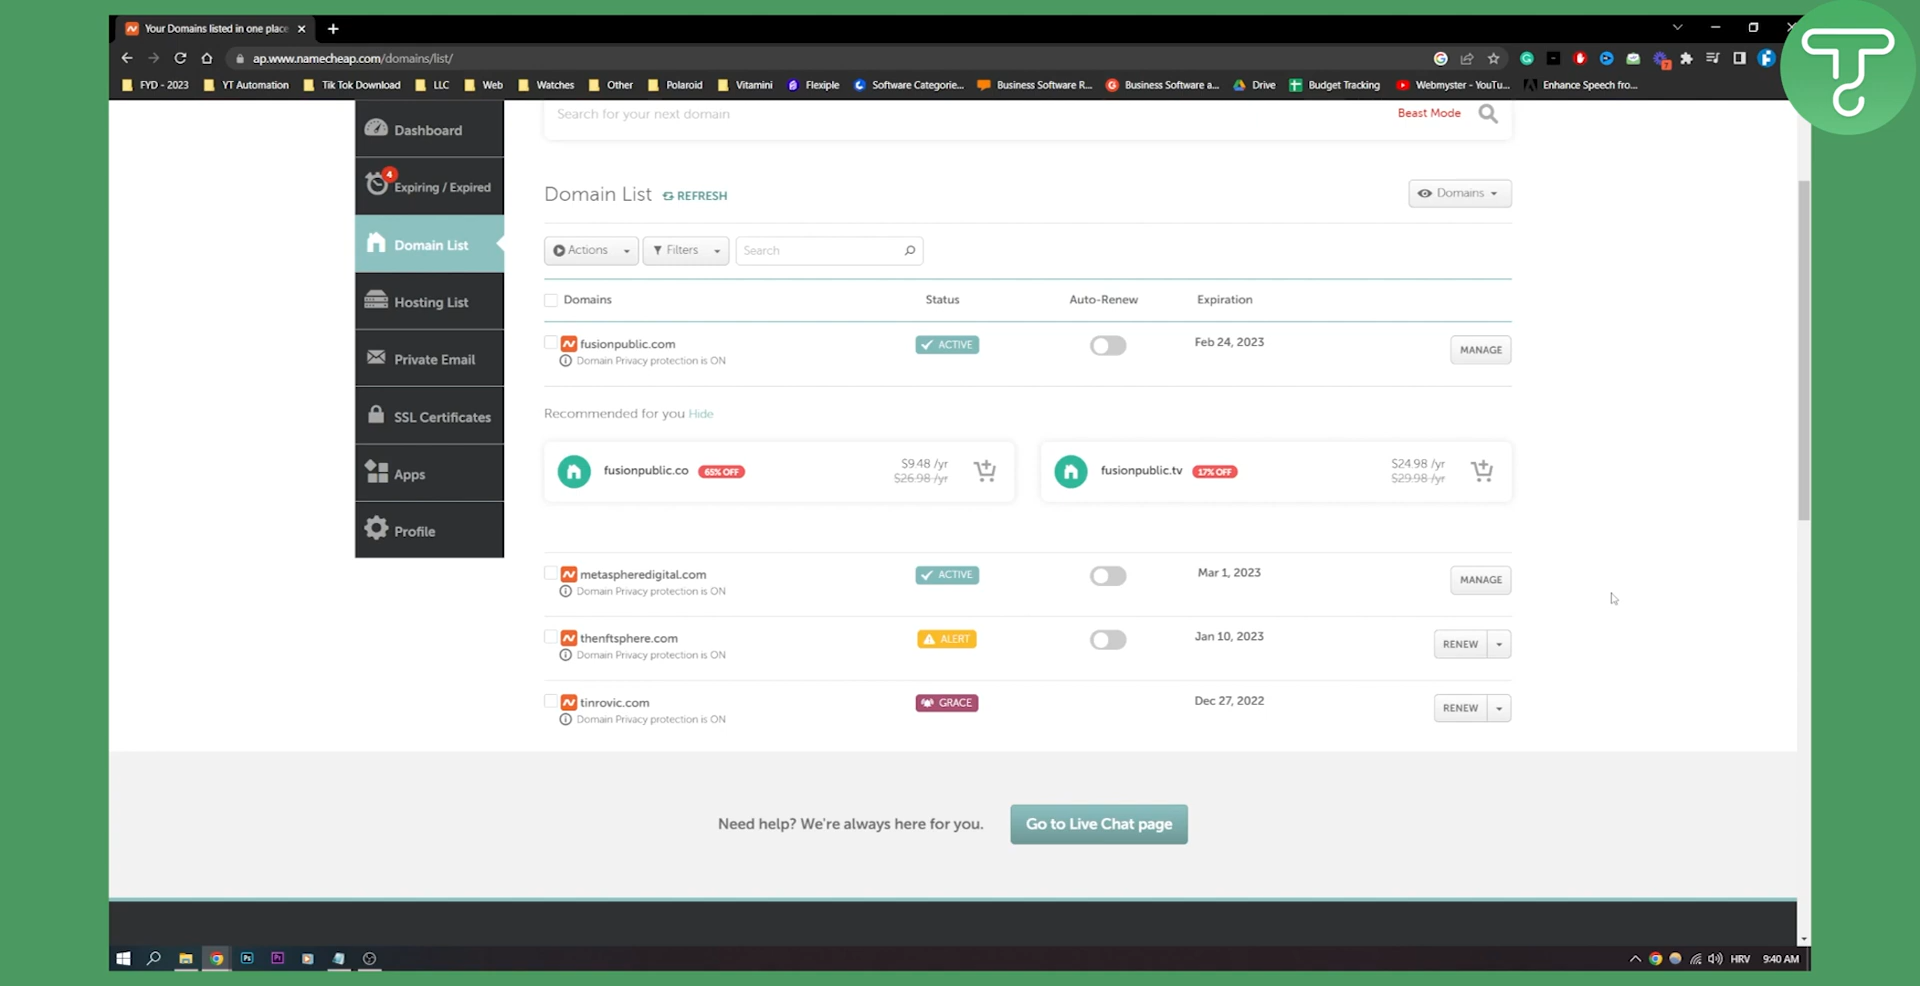 Your Domains listed in one place
ap.www.namecheap.com/domains/list/
FYD - 2023
YT Automation
Tik Tok Download
LLC
Web
Watches
Other
Polaroid
Vitamini
Flexiple
Software Categorie...
Business Software R...
Business Software a...
Drive
Budget Tracking
Webmyster - YouTu...
Enhance Speech fro...
7
Dashboard
4
Expiring / Expired
Domain List
Hosting List
Private Email
SSL Certificates
Apps
Profile
Search for your next domain
Beast Mode
Domain List REFRESH
Domains
Actions
Filters
Search
Domains Status Auto-Renew Expiration
fusionpublic.com ACTIVE Feb 24, 2023 MANAGE
Domain Privacy protection is ON
Recommended for you Hide
fusionpublic.co 65% OFF $9.48 /yr
$26.98 /yr
fusionpublic.tv 17% OFF $24.98 /yr
$29.98 /yr
metaspheredigital.com ACTIVE Mar 1, 2023 MANAGE
Domain Privacy protection is ON
thenftsphere.com ALERT Jan 10, 2023 RENEW
Domain Privacy protection is ON
tinrovic.com GRACE Dec 27, 2022 RENEW
Domain Privacy protection is ON
Need help? We're always here for you. Go to Live Chat page
Ps
Pr
HRV 9:40 AM